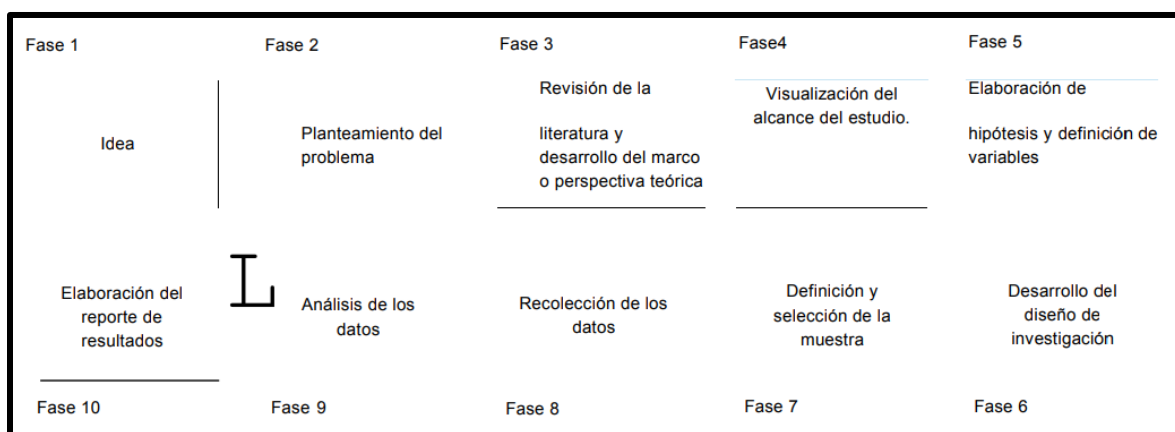 Fase 1
Fase 2
Fase 3
Fase4
Fase 5
Idea
Planteamiento del
problema
Revisión de la
literatura y
desarrollo del marco
o perspectiva teórica
Visualización del
alcance del estudio.
Elaboración de
hipótesis y definición de
variables
Elaboración del
reporte de
resultados
L
Análisis de los
datos
Recolección de los
datos
Definición y
selección de la
muestra
Desarrollo del
diseño de
investigación
Fase 10
Fase 9
Fase 8
Fase 7
Fase 6